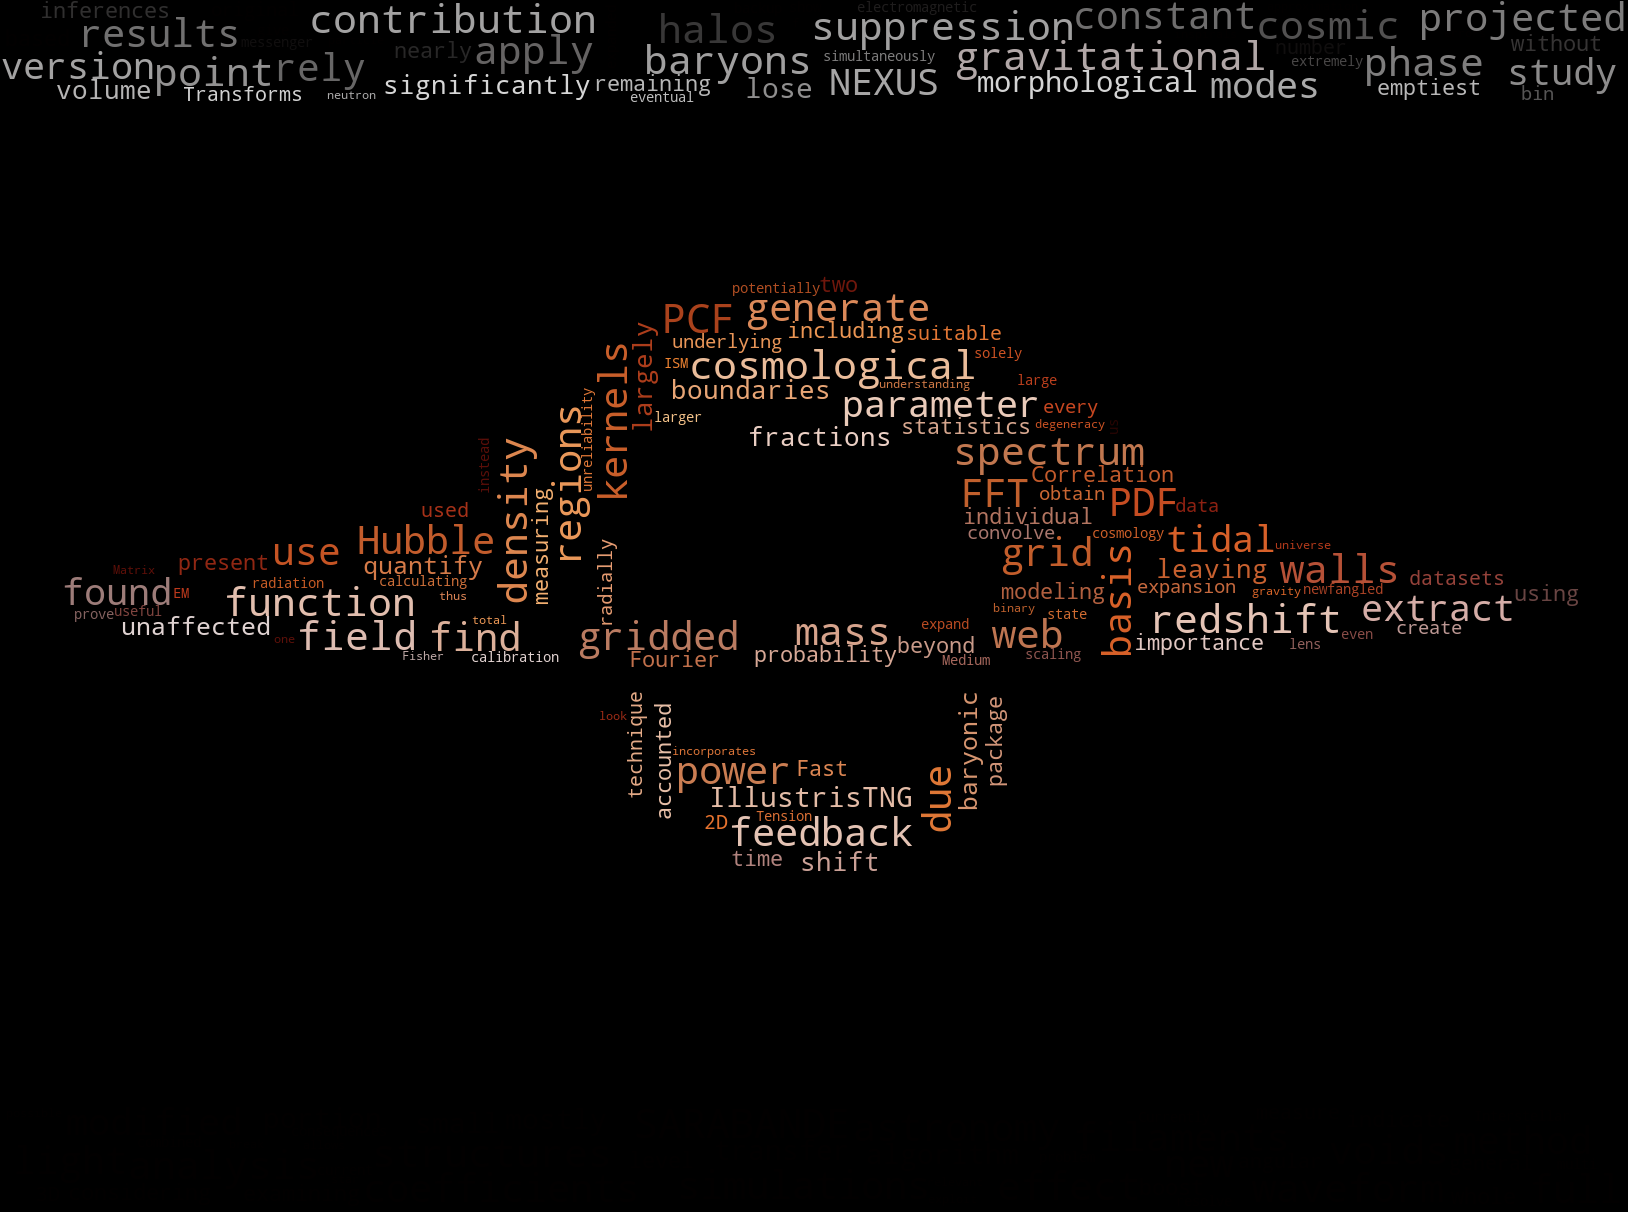 inferences
contribution
electromagnetic
constant
projected
results
messenger
halos
suppression
cosmic
number
without
nearly
apply
baryons
simultaneously
gravitational
extremely
phase
version
point
rely
study
volume
Transforms
neutron
significantly
remaining
eventual
lose
NEXUS
morphological
modes
emptiest
bin
potentially
two
PCF
generate
including
suitable
underlying
ISM
cosmological
solely
boundaries
understanding
large
largely
kernels
larger
parameter
every
statistics
degeneracy
us
fractions
unreliability
regions
density
instead
spectrum
Correlation
FFT
obtain
PDF
data
used
individual
measuring
Hubble
convolve
cosmology
tidal
universe
use
quantify
grid
present
Matrix
radially
basis
leaving
walls
datasets
radiation
calculating
thus
modeling
expansion
gravity
newfangled
using
found
EM
function
binary
state
redshift
extract
prove
useful
unaffected
total
field
find
one
Fisher
calibration
gridded
mass
expand
web
even
create
Fourier
probability
beyond
Medium
scaling
importance
lens
technique
look
accounted
baryonic
package
incorporates
power
Fast
due
IllustrisTNG
2D
Tension
feedback
time
shift